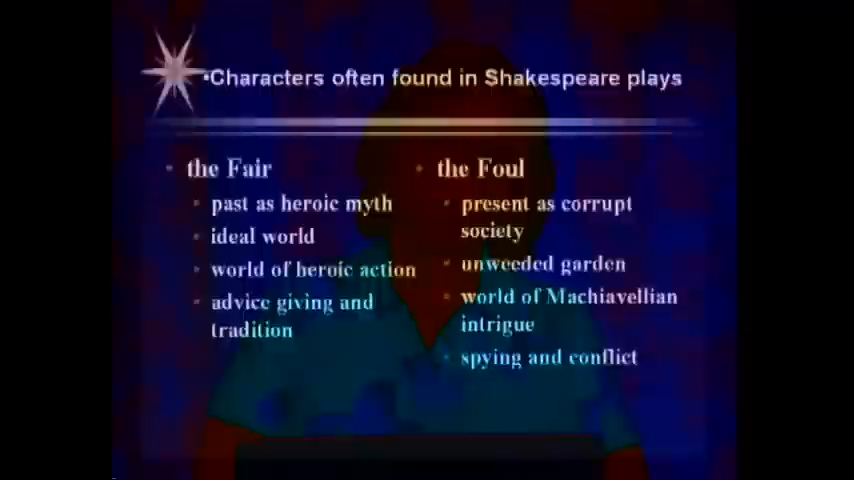 •Characters often found in Shakespeare plays
• the Fair
• past as heroic myth
• ideal world
• world of heroic action
• advice giving and
tradition
• the Foul
• present as corrupt
society
• unweeded garden
• world of Machiavellian
intrigue
• spying and conflict